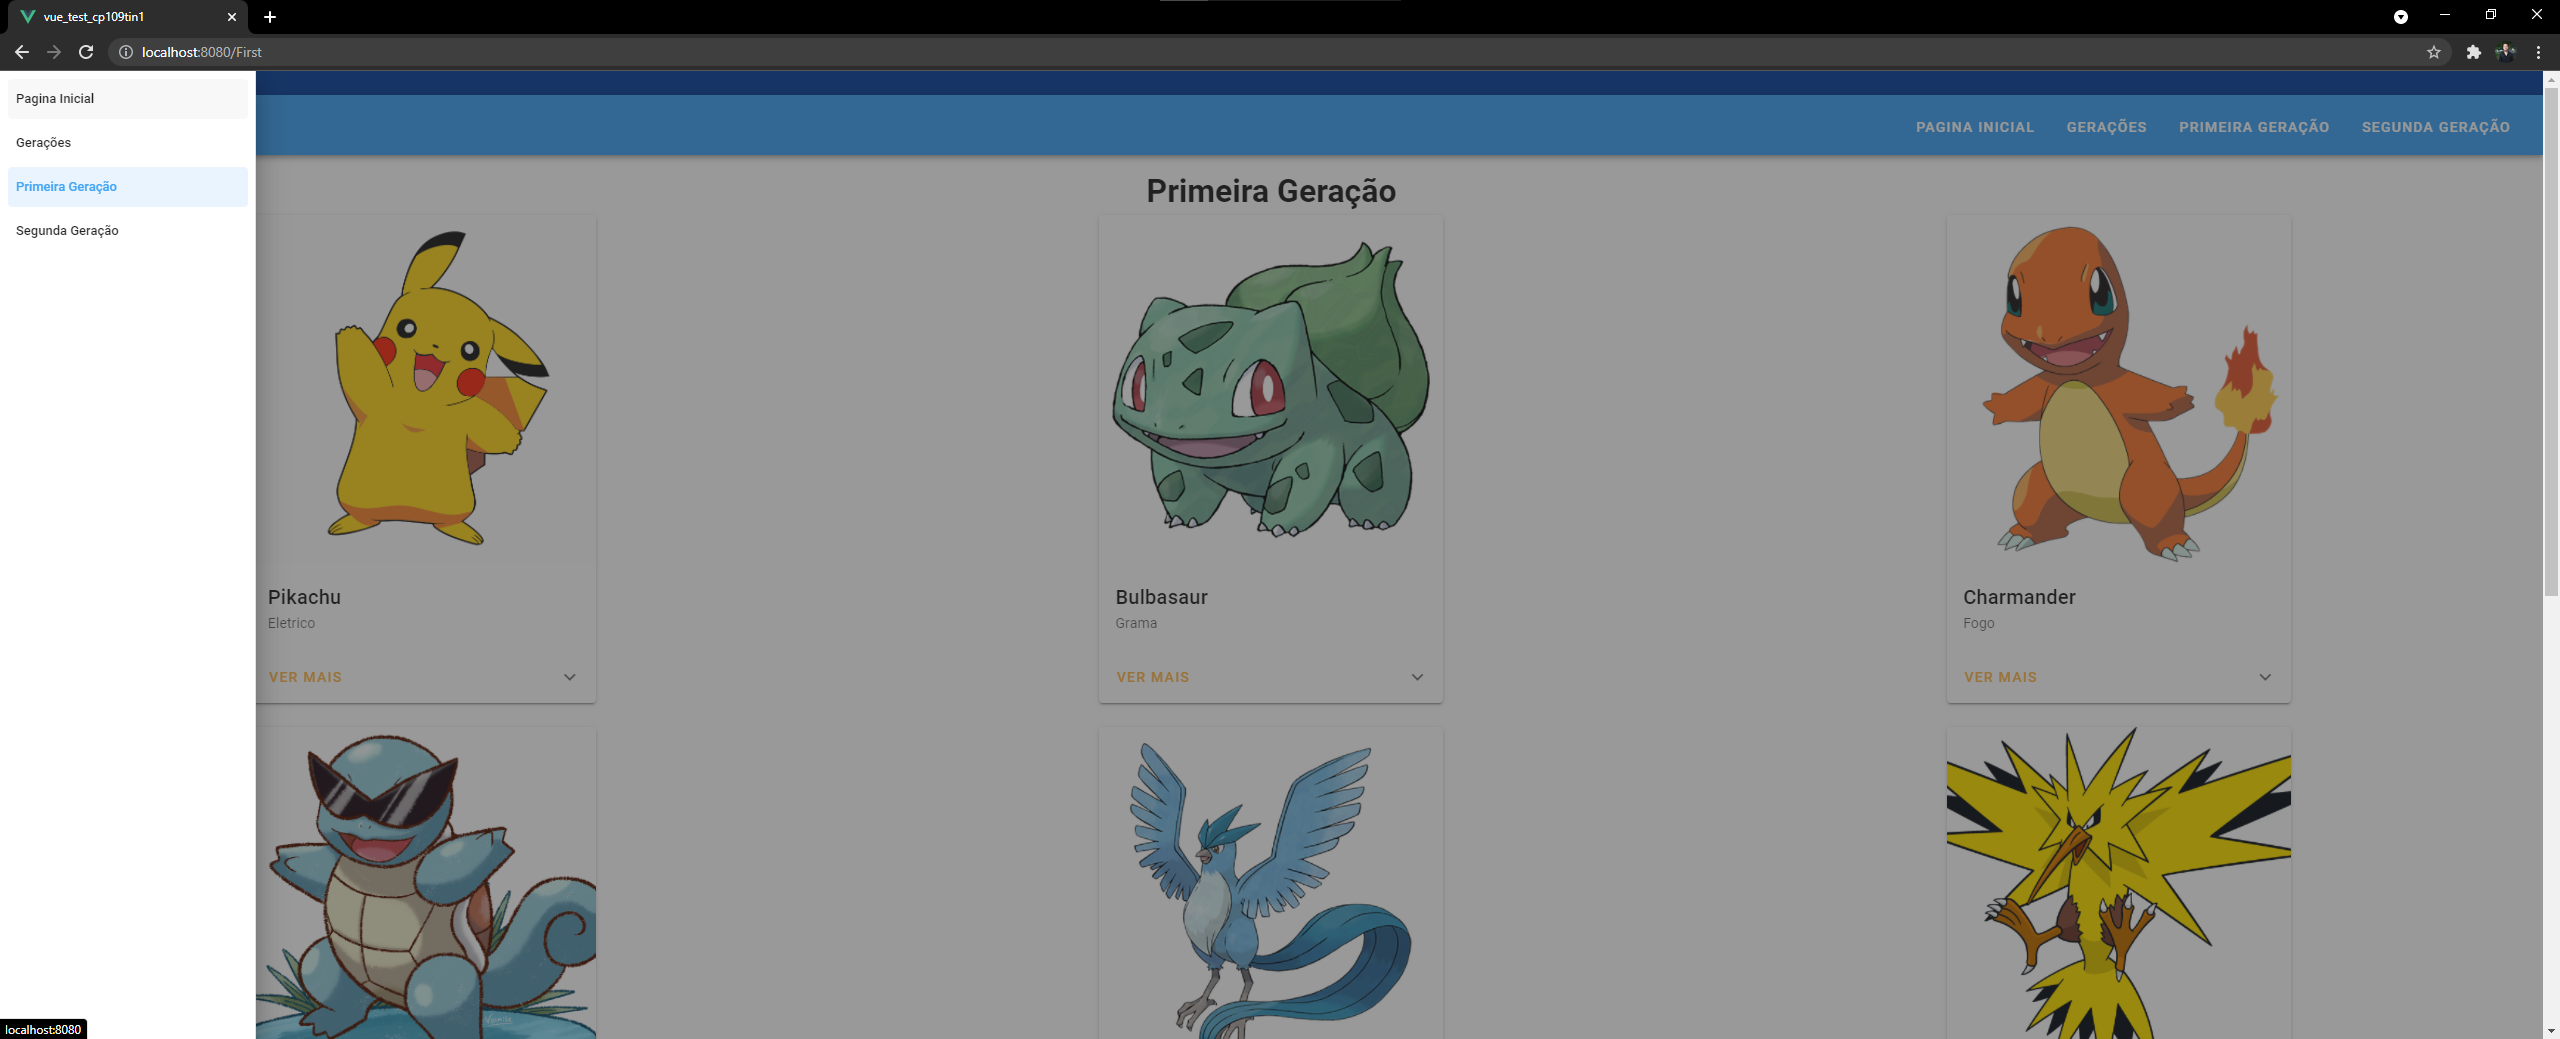 vue_test_cp109tin1
localhost:8080/First
Pagina Inicial
Gerações
Primeira Geração
Segunda Geração
PAGINA INICIAL GERAÇÕES PRIMEIRA GERAÇÃO SEGUNDA GERAÇÃO
Primeira Geração
Pikachu
Eletrico
VER MAIS
Bulbasaur
Grama
VER MAIS
Charmander
Fogo
VER MAIS
localhost:8080